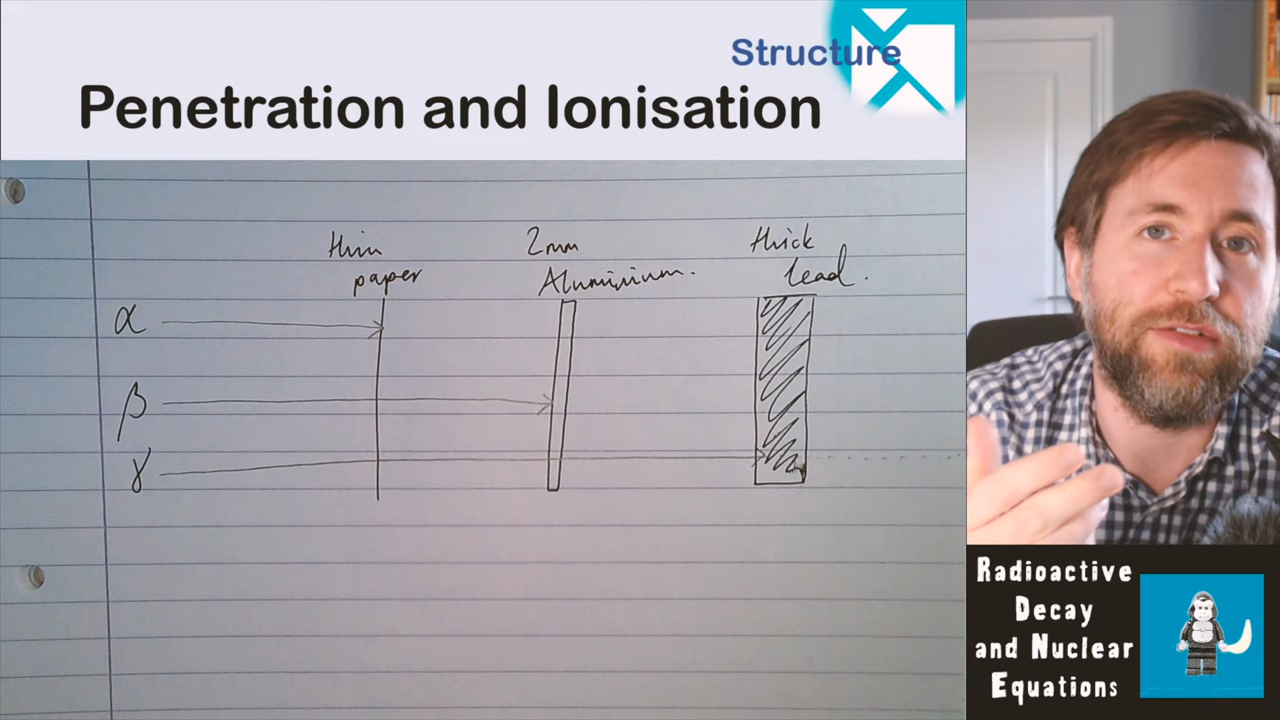 Structure
Penetration and Ionisation
thin
paper
2mm
Aluminium.
thick
lead.
α
β
γ
Radioactive
Decay
and Nuclear
Equations